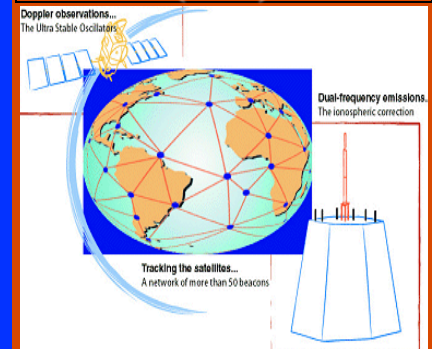 Doppler observations...
The Ultra Stable Oscillators
Dual-frequency emissions.
The ionospheric correction
Tracking the satellites...
A network of more than 50 beacons